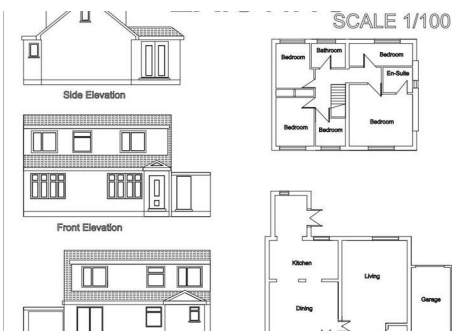 SCALE 1/100
Side Elevation
Bedroom
Bathroom
Bedroom
En-Suite
Bedroom
Bedroom
Bedroom
Front Elevation
Kitchen
Living
Dining
Garage